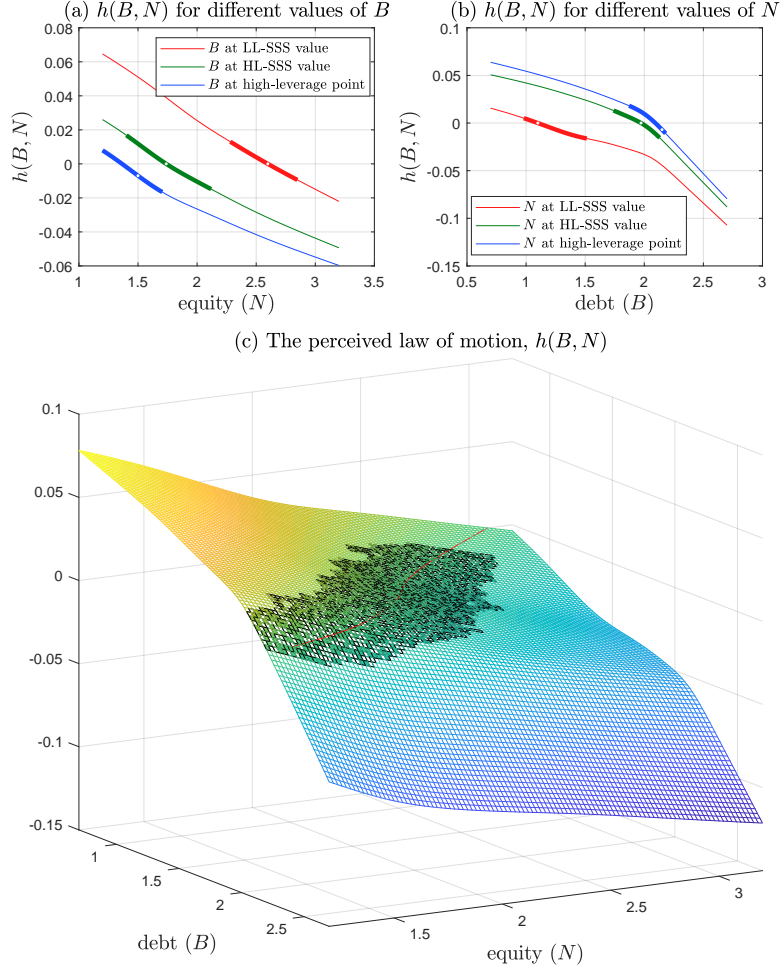 (a) h(B, N) for different values of B
0.08
0.06
0.04
0.02
0
-0.02
-0.04
-0.06
h(B, N)
B at LL-SSS value
B at HL-SSS value
B at high-leverage point
1
1.5
2
2.5
3
3.5
equity (N)
(b) h(B, N) for different values of N
0.1
0.05
0
-0.05
-0.1
-0.15
h(B, N)
N at LL-SSS value
N at HL-SSS value
N at high-leverage point
0.5
1
1.5
2
2.5
3
debt (B)
(c) The perceived law of motion, h(B, N)
0.1
0.05
0
-0.05
-0.1
-0.15
1
1.5
2
2.5
debt (B)
1.5
2
2.5
3
equity (N)